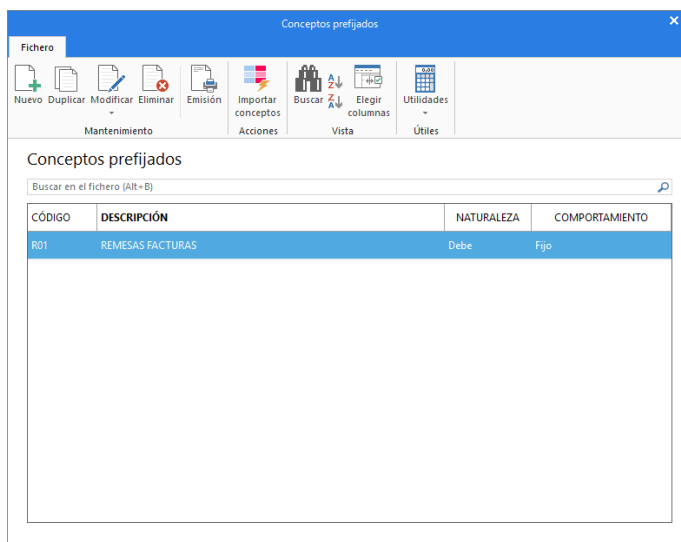 Conceptos prefijados
Fichero
Nuevo Duplicar Modificar Eliminar Emisión Importar conceptos Buscar Elegir columnas Utilidades
Mantenimiento Acciones Vista Útiles
Conceptos prefijados
Buscar en el fichero (Alt+B)
CÓDIGO DESCRIPCIÓN NATURALEZA COMPORTAMIENTO
R01 REMESAS FACTURAS Debe Fijo